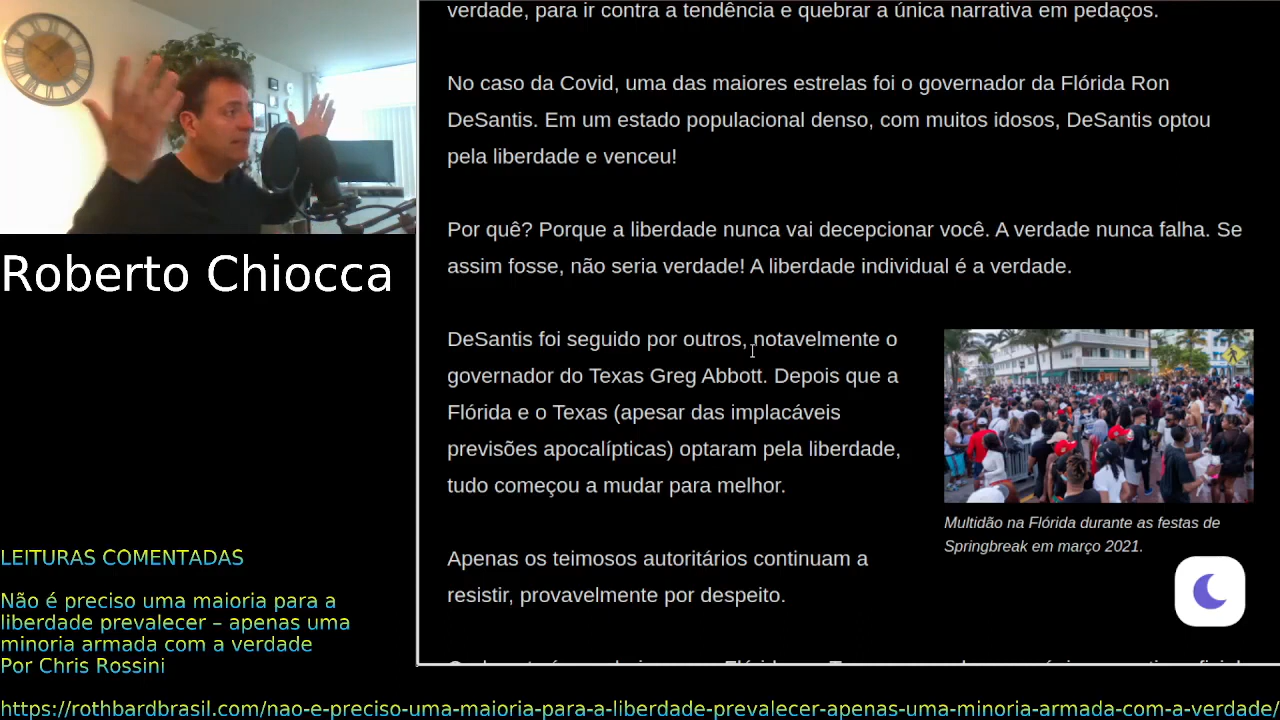 verdade, para ir contra a tendência e quebrar a única narrativa em pedaços.
No caso da Covid, uma das maiores estrelas foi o governador da Flórida Ron
DeSantis. Em um estado populacional denso, com muitos idosos, DeSantis optou
pela liberdade e venceu!
Por quê? Porque a liberdade nunca vai decepcionar você. A verdade nunca falha. Se
assim fosse, não seria verdade! A liberdade individual é a verdade.
DeSantis foi seguido por outros, notavelmente o
governador do Texas Greg Abbott. Depois que a
Flórida e o Texas (apesar das implacáveis
previsões apocalípticas) optaram pela liberdade,
tudo começou a mudar para melhor.
Multidão na Flórida durante as festas de
Springbreak em março 2021.
Apenas os teimosos autoritários continuam a
resistir, provavelmente por despeito.
Roberto Chiocca
LEITURAS COMENTADAS
Não é preciso uma maioria para a
liberdade prevalecer – apenas uma
minoria armada com a verdade
Por Chris Rossini
https://rothbardbrasil.com/nao-e-preciso-uma-maioria-para-a-liberdade-prevalecer-apenas-uma-minoria-armada-com-a-verdade/